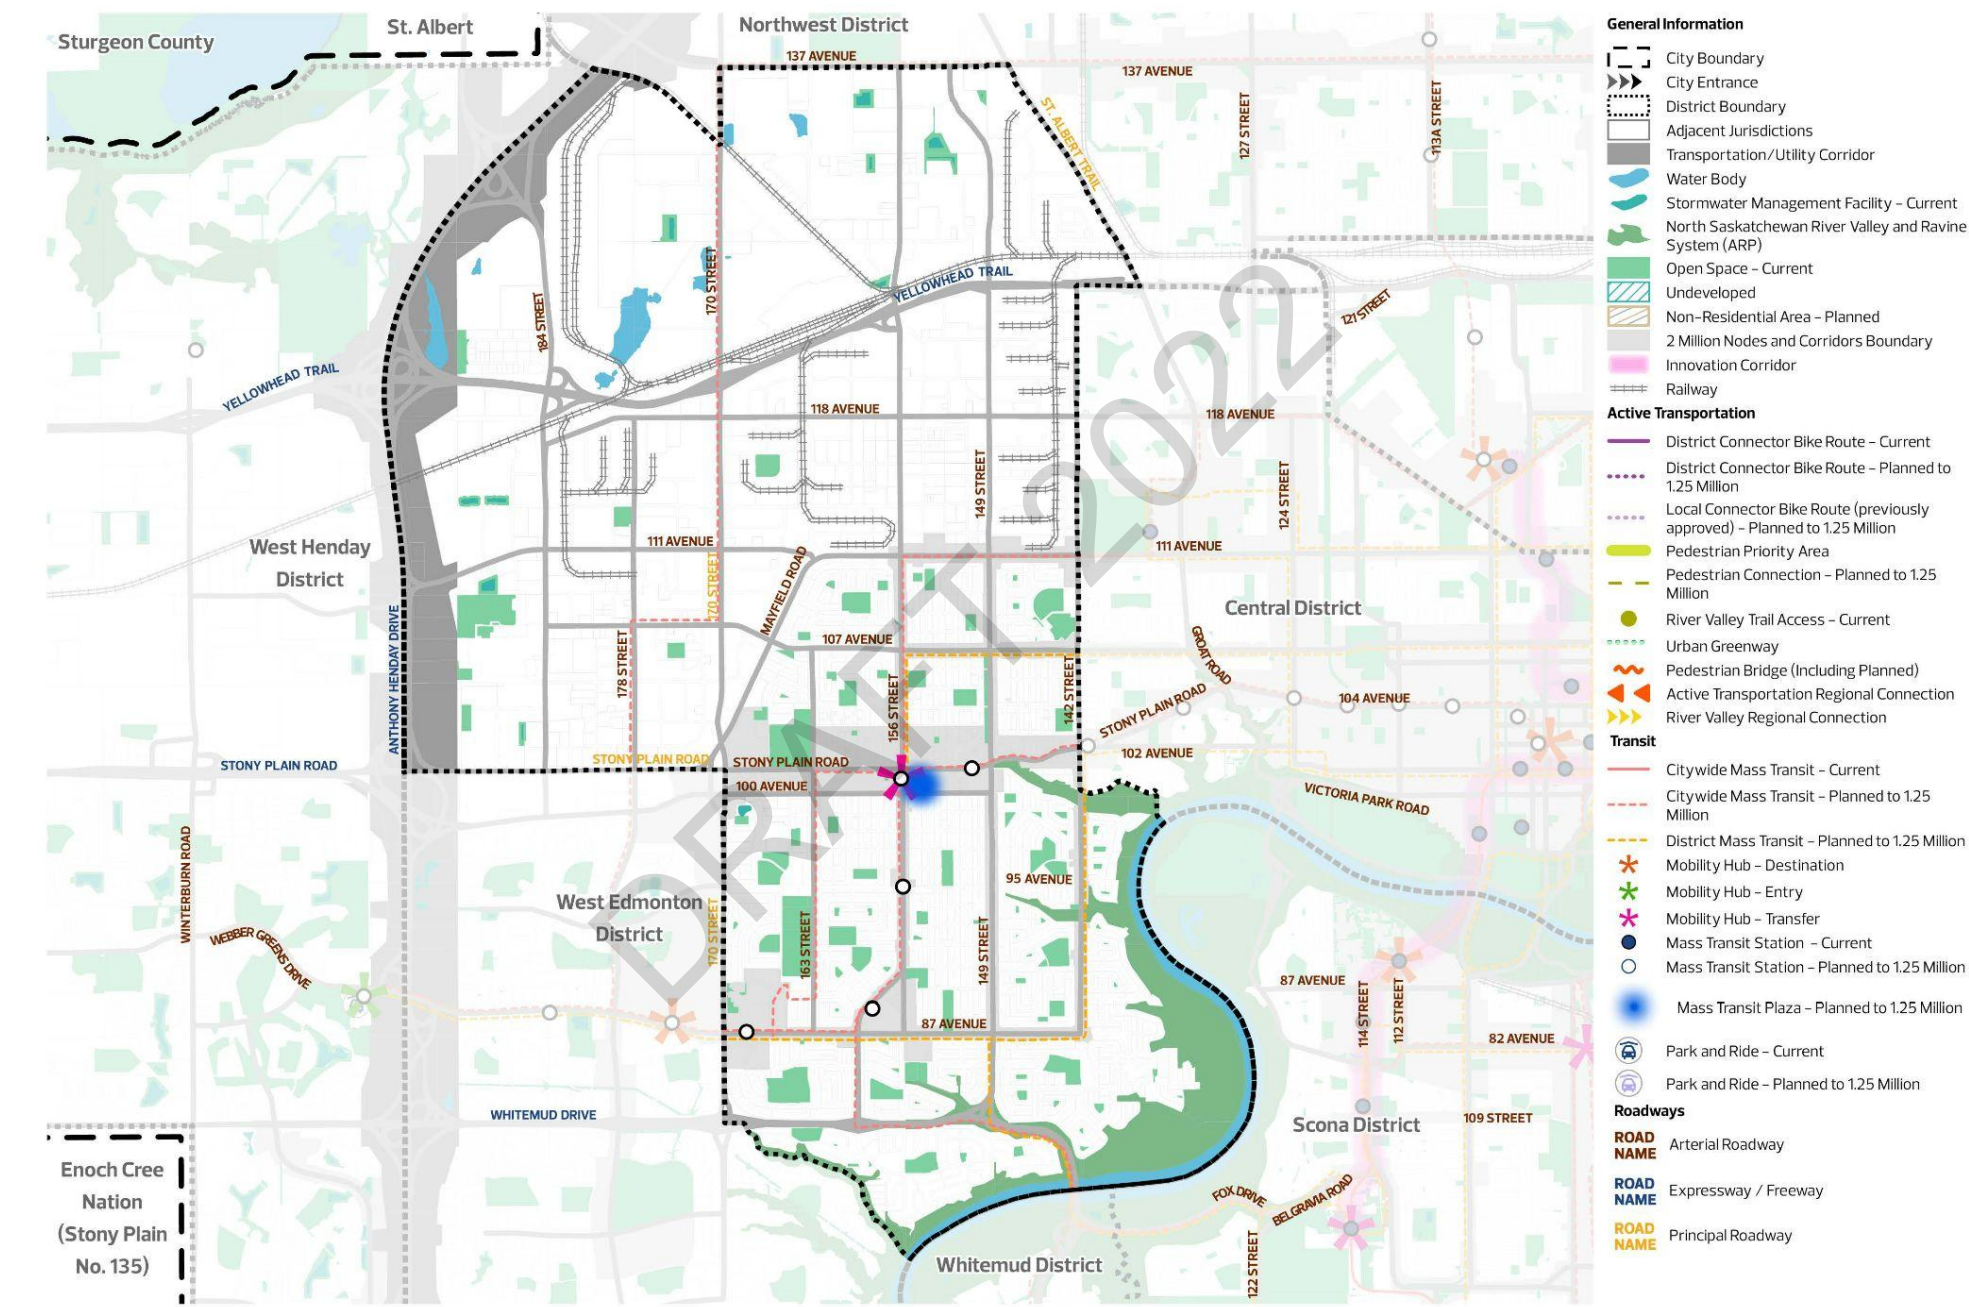 Sturgeon County
St. Albert
Northwest District
137 AVENUE
137 AVENUE
ST. ALBERT TRAIL
127 STREET
113A STREET
170 STREET
YELLOWHEAD TRAIL
184 STREET
121 STREET
YELLOWHEAD TRAIL
118 AVENUE
118 AVENUE
149 STREET
124 STREET
West Henday
District
111 AVENUE
111 AVENUE
170 STREET
MAYFIELD ROAD
Central District
ANTHONY HENDAY DRIVE
178 STREET
107 AVENUE
GROAT ROAD
156 STREET
142 STREET
STONY PLAIN ROAD
104 AVENUE
STONY PLAIN ROAD
STONY PLAIN ROAD
STONY PLAIN ROAD
102 AVENUE
100 AVENUE
VICTORIA PARK ROAD
WINTERBURN ROAD
95 AVENUE
West Edmonton
District
170 STREET
163 STREET
149 STREET
WEBBER GREENS DRIVE
87 AVENUE
87 AVENUE
114 STREET
112 STREET
82 AVENUE
WHITEMUD DRIVE
Scona District
109 STREET
Enoch Cree
Nation
(Stony Plain
No. 135)
FOX DRIVE
BELGRAVIA ROAD
122 STREET
Whitemud District
DRAFT 2022
General Information
City Boundary
City Entrance
District Boundary
Adjacent Jurisdictions
Transportation/Utility Corridor
Water Body
Stormwater Management Facility - Current
North Saskatchewan River Valley and Ravine
System (ARP)
Open Space - Current
Undeveloped
Non-Residential Area - Planned
2 Million Nodes and Corridors Boundary
Innovation Corridor
Railway
Active Transportation
District Connector Bike Route - Current
District Connector Bike Route - Planned to
1.25 Million
Local Connector Bike Route (previously
approved) - Planned to 1.25 Million
Pedestrian Priority Area
Pedestrian Connection - Planned to 1.25
Million
River Valley Trail Access - Current
Urban Greenway
Pedestrian Bridge (Including Planned)
Active Transportation Regional Connection
River Valley Regional Connection
Transit
Citywide Mass Transit - Current
Citywide Mass Transit - Planned to 1.25
Million
District Mass Transit - Planned to 1.25 Million
Mobility Hub - Destination
Mobility Hub - Entry
Mobility Hub - Transfer
Mass Transit Station - Current
Mass Transit Station - Planned to 1.25 Million
Mass Transit Plaza - Planned to 1.25 Million
Park and Ride - Current
Park and Ride - Planned to 1.25 Million
Roadways
ROAD
NAME
Arterial Roadway
ROAD
NAME
Expressway / Freeway
ROAD
NAME
Principal Roadway